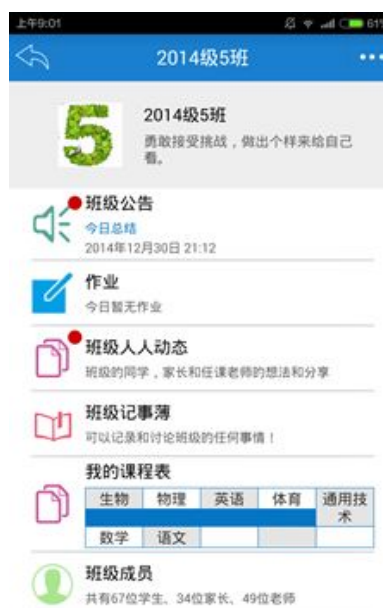 上午9:01
61%
2014级5班
5
2014级5班
勇敢接受挑战，做出个样来给自己
看。
班级公告
今日总结
2014年12月30日 21:12
作业
今日暂无作业
班级人人动态
班级的同学，家长和任课老师的想法和分享
班级记事薄
可以记录和讨论班级的任何事情！
我的课程表
生物 物理 英语 体育 通用技
术
数学 语文
班级成员
共有67位学生、34位家长、49位老师